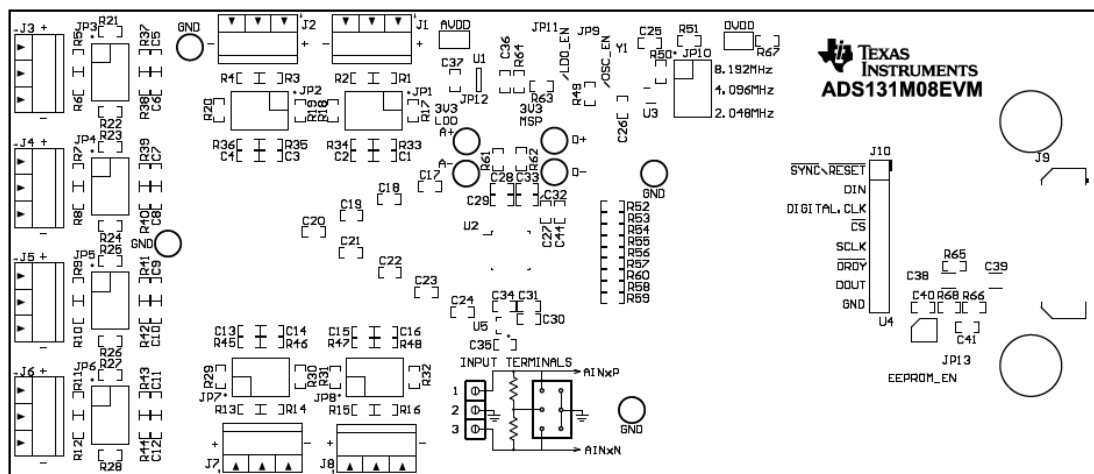 J3 +
JP3
R21
R5
R37
C5
R6
R38
C6
R22
-
GND
J2
J1
-
+
-
+
R4
R3
R2
R1
R20
JP2
R19
R18
JP1
R17
R36
R35
R34
R33
C4
C3
C2
C1
AVDD
JP11
JP9
/LDO_EN
/OSC_EN
Y1
C25
R51
DVDD
R67
U1
C36
R64
C37
JP12
R63
R49
R50
JP10
8.192MHz
4.096MHz
2.048MHz
U3
C26
3V3
LDO
3V3
MSP
A+
A-
D+
D-
R61
R62
GND
TEXAS
INSTRUMENTS
ADS131M08EVM
J4 +
JP4
R23
R7
R39
C7
R8
R40
C8
R24
-
GND
C17
C18
C19
C20
C21
C22
C23
C24
C28
C33
C29
C32
C27
C44
U2
R52
R53
R54
R55
R56
R57
R60
R58
R59
J10
SYNC\RESET
DIN
DIGITAL.CLK
CS
SCLK
DRDY
DOUT
GND
U4
J9
R65
C38
C39
C40
R68
R66
C41
JP13
EEPROM_EN
J5 +
JP5
R25
R9
R41
C9
R10
R42
C10
R26
-
C34
C31
U5
C30
C35
C13
C14
C15
C16
R45
R46
R47
R48
R29
R30
R31
R32
JP7
JP8
R13
R14
R15
R16
+
-
+
-
J7
J8
J6 +
JP6
R27
R11
R43
C11
R12
R44
C12
R28
-
INPUT TERMINALS
1
2
3
AINxP
AINxN
GND